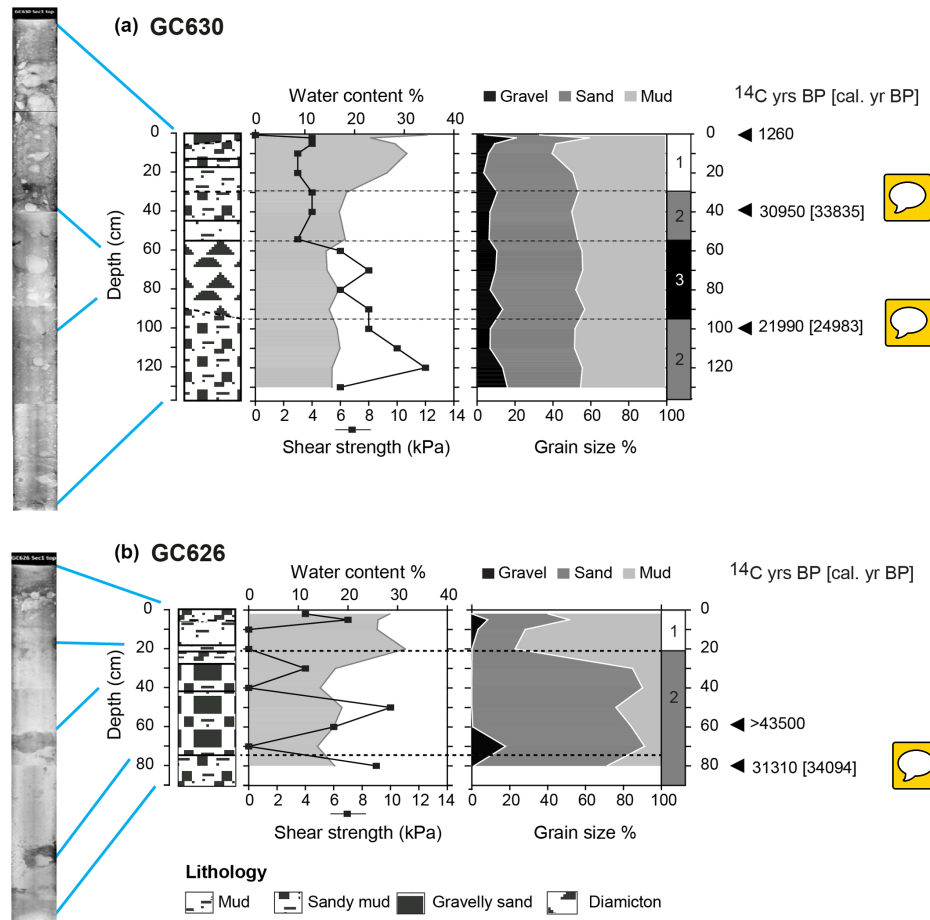 GC630 Sec1 top
(a) GC630
Water content %
0 10 20 30 40
Gravel Sand Mud
14C yrs BP [cal. yr BP]
Depth (cm)
0
20
40
60
80
100
120
0 2 4 6 8 10 12 14
Shear strength (kPa)
0 20 40 60 80 100
Grain size %
1
2
3
2
0
20
40
60
80
100
120
1260
30950 [33835]
21990 [24983]
GC626 Sec1 top
(b) GC626
Water content %
0 10 20 30 40
Gravel Sand Mud
14C yrs BP [cal. yr BP]
Depth (cm)
0
20
40
60
80
0 2 4 6 8 10
Shear strength (kPa)
0 20 40 60 80 100
Grain size %
1
2
0
20
40
60
80
>43500
31310 [34094]
Lithology
Mud Sandy mud Gravelly sand Diamicton